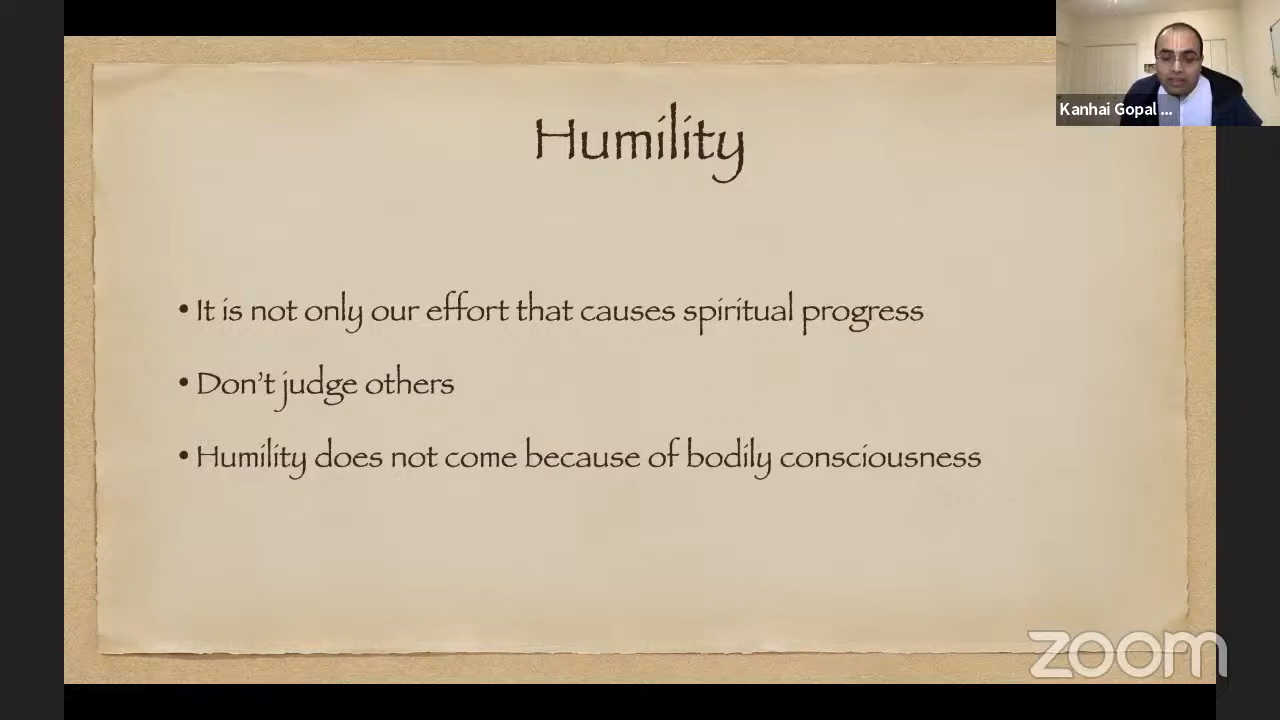 Humility
Kanhai Gopal ...
• It is not only our effort that causes spiritual progress
• Don't judge others
• Humility does not come because of bodily consciousness
zoom